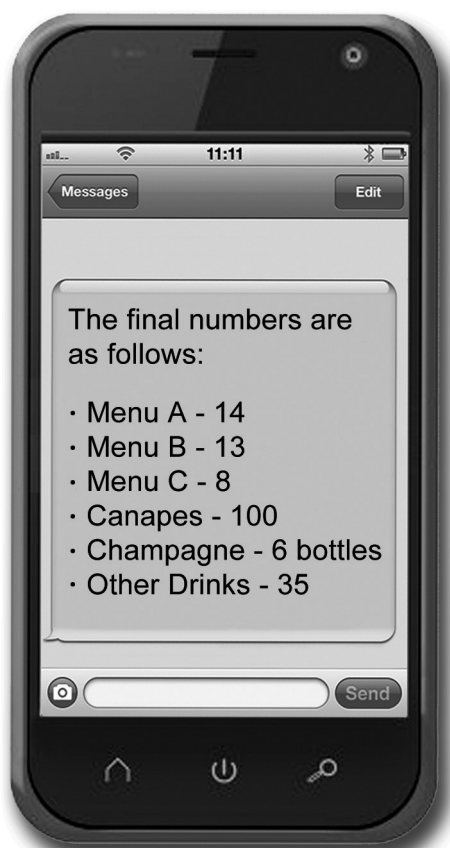 11:11
Messages
Edit
The final numbers are
as follows:
· Menu A - 14
· Menu B - 13
· Menu C - 8
· Canapes - 100
· Champagne - 6 bottles
· Other Drinks - 35
Send